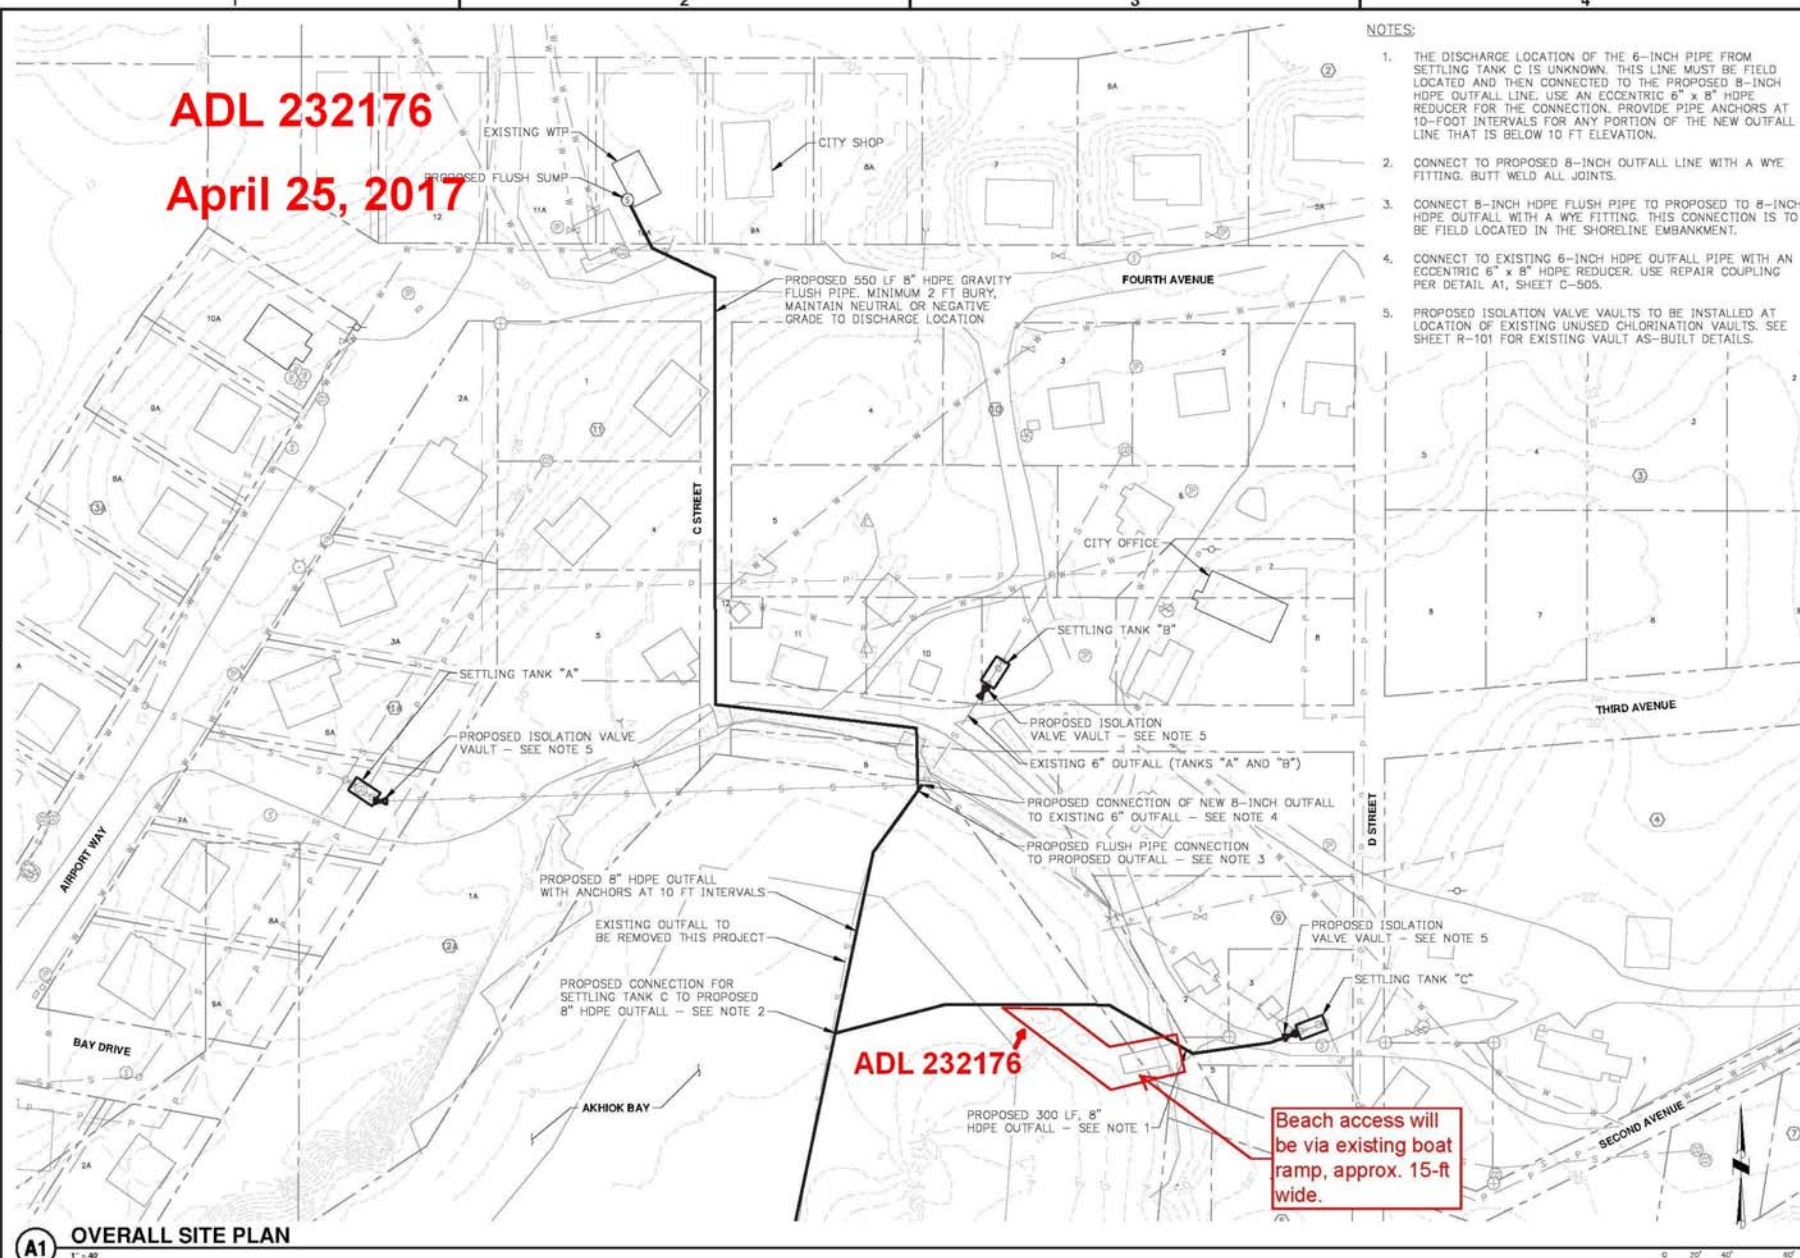 1
2
3
4
ADL 232176
April 25, 2017
EXISTING WTP
PROPOSED FLUSH SUMP
CITY SHOP
NOTES:
1. THE DISCHARGE LOCATION OF THE 6-INCH PIPE FROM
SETTLING TANK C IS UNKNOWN. THIS LINE MUST BE FIELD
LOCATED AND THEN CONNECTED TO THE PROPOSED 8-INCH
HDPE OUTFALL LINE. USE AN ECCENTRIC 6" x 8" HDPE
REDUCER FOR THE CONNECTION. PROVIDE PIPE ANCHORS AT
10-FOOT INTERVALS FOR ANY PORTION OF THE NEW OUTFALL
LINE THAT IS BELOW 10 FT ELEVATION.
2. CONNECT TO PROPOSED 8-INCH OUTFALL LINE WITH A WYE
FITTING. BUTT WELD ALL JOINTS.
3. CONNECT 8-INCH HDPE FLUSH PIPE TO PROPOSED TO 8-INCH
HDPE OUTFALL WITH A WYE FITTING. THIS CONNECTION IS TO
BE FIELD LOCATED IN THE SHORELINE EMBANKMENT.
4. CONNECT TO EXISTING 6-INCH HDPE OUTFALL PIPE WITH AN
ECCENTRIC 6" x 8" HDPE REDUCER. USE REPAIR COUPLING
PER DETAIL A1, SHEET C-505.
5. PROPOSED ISOLATION VALVE VAULTS TO BE INSTALLED AT
LOCATION OF EXISTING UNUSED CHLORINATION VAULTS. SEE
SHEET R-101 FOR EXISTING VAULT AS-BUILT DETAILS.
PROPOSED 550 LF 8" HDPE GRAVITY
FLUSH PIPE. MINIMUM 2 FT BURY,
MAINTAIN NEUTRAL OR NEGATIVE
GRADE TO DISCHARGE LOCATION
FOURTH AVENUE
C STREET
CITY OFFICE
SETTLING TANK "B"
SETTLING TANK "A"
PROPOSED ISOLATION VALVE
VAULT - SEE NOTE 5
PROPOSED ISOLATION
VALVE VAULT - SEE NOTE 5
EXISTING 6" OUTFALL (TANKS "A" AND "B")
THIRD AVENUE
PROPOSED CONNECTION OF NEW 8-INCH OUTFALL
TO EXISTING 6" OUTFALL - SEE NOTE 4
PROPOSED FLUSH PIPE CONNECTION
TO PROPOSED OUTFALL - SEE NOTE 3
D STREET
AIRPORT WAY
PROPOSED 8" HDPE OUTFALL
WITH ANCHORS AT 10 FT INTERVALS
EXISTING OUTFALL TO
BE REMOVED THIS PROJECT
PROPOSED CONNECTION FOR
SETTLING TANK C TO PROPOSED
8" HDPE OUTFALL - SEE NOTE 2
PROPOSED ISOLATION
VALVE VAULT - SEE NOTE 5
SETTLING TANK "C"
BAY DRIVE
ADL 232176
AKHIOK BAY
PROPOSED 300 LF, 8"
HDPE OUTFALL - SEE NOTE 1
Beach access will
be via existing boat
ramp, approx. 15-ft
wide.
SECOND AVENUE
A1
OVERALL SITE PLAN
1" = 40'
0 20' 40' 80'